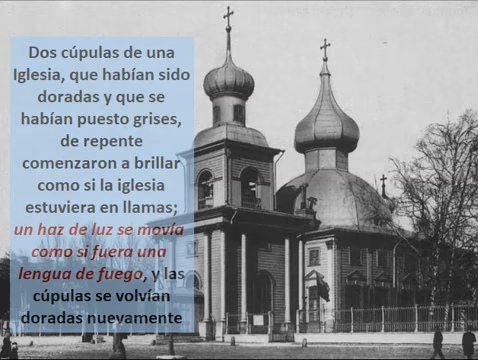 Dos cúpulas de una
Iglesia, que habían sido
doradas y que se
habían puesto grises,
de repente
comenzaron a brillar
como si la iglesia
estuviera en llamas;
un haz de luz se movía
como si fuera una
lengua de fuego, y las
cúpulas se volvían
doradas nuevamente